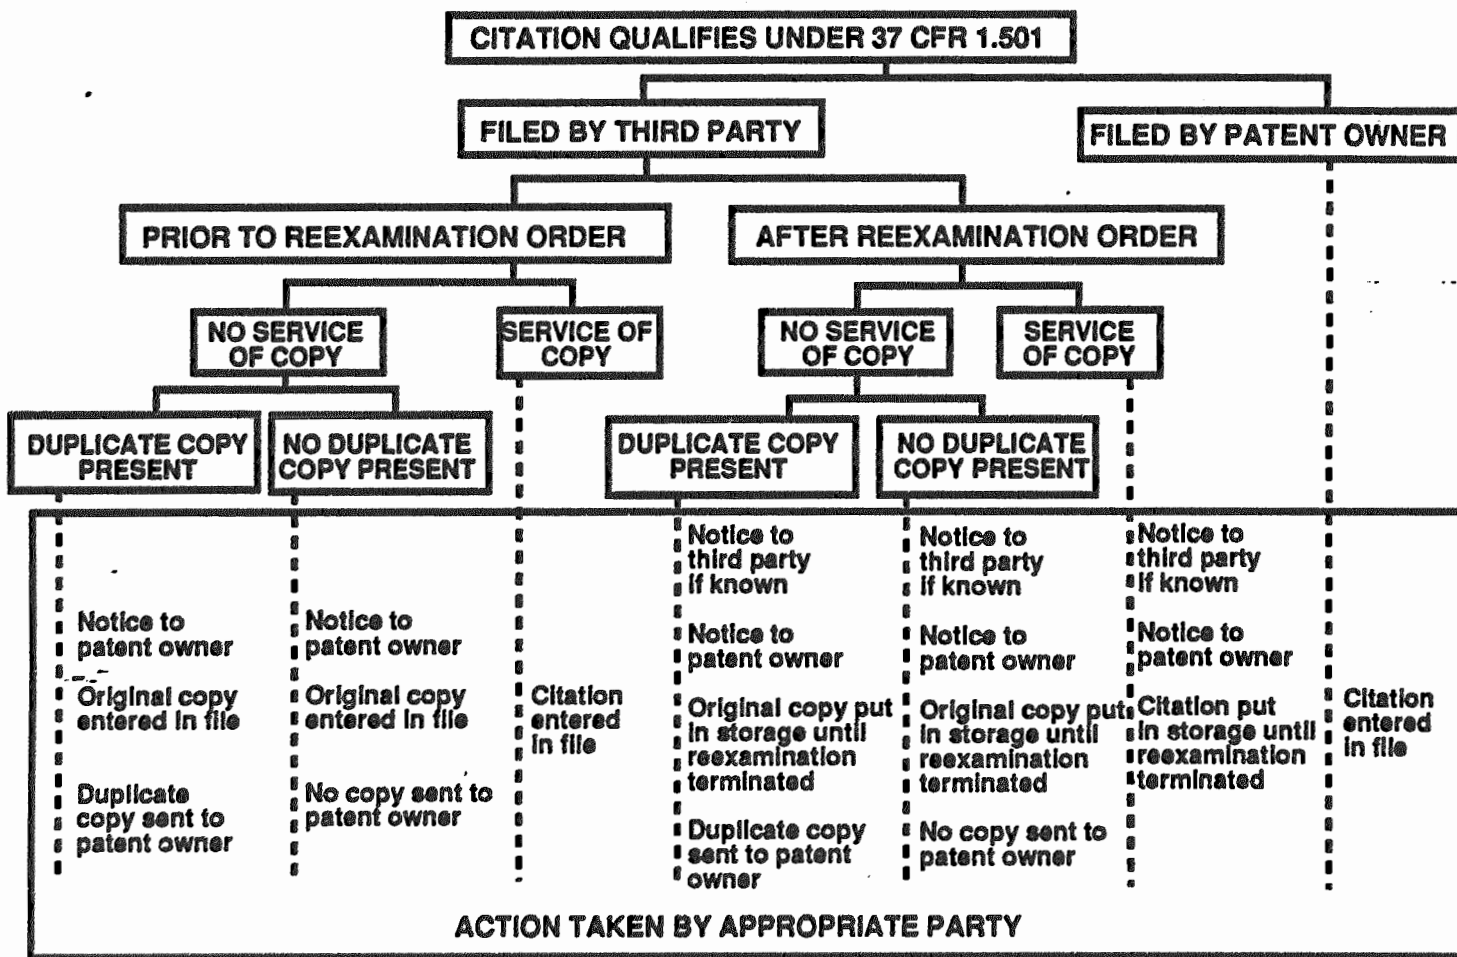 CITATION QUALIFIES UNDER 37 CFR 1.501
FILED BY THIRD PARTY
FILED BY PATENT OWNER
PRIOR TO REEXAMINATION ORDER
AFTER REEXAMINATION ORDER
NO SERVICE
OF COPY
SERVICE OF
COPY
NO SERVICE
OF COPY
SERVICE
OF COPY
DUPLICATE COPY
PRESENT
NO DUPLICATE
COPY PRESENT
DUPLICATE COPY
PRESENT
NO DUPLICATE
COPY PRESENT
Notice to
patent owner
Original copy
entered in file
Duplicate
copy sent to
patent owner
Notice to
patent owner
Original copy
entered in file
No copy sent to
patent owner
Citation
entered
in file
Notice to
third party
if known
Notice to
patent owner
Original copy put
in storage until
reexamination
terminated
Duplicate copy
sent to patent
owner
Notice to
third party
if known
Notice to
patent owner
Original copy put
in storage until
reexamination
terminated
No copy sent to
patent owner
Notice to
third party
if known
Notice to
patent owner
Citation put
in storage until
reexamination
terminated
Citation
entered
in file
ACTION TAKEN BY APPROPRIATE PARTY